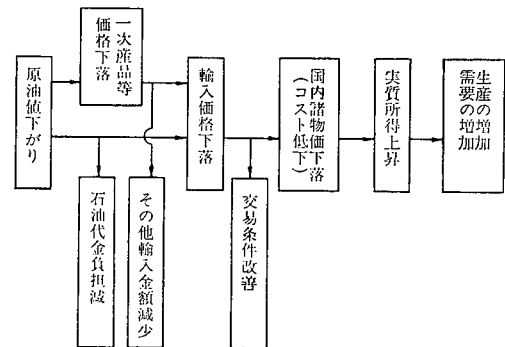 原油値下がり
一次産品等
価格下落
石油代金負担減
その他輸入金額減少
輸入価格下落
交易条件改善
国内諸物価下落
(コスト低下)
実質所得上昇
生産の増加
需要の増加